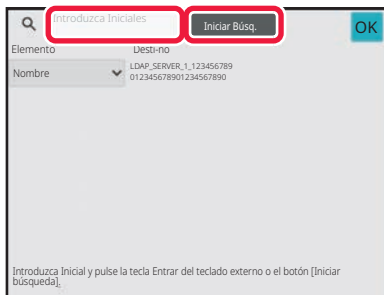 Introduzca Iniciales
Iniciar Búsq.
OK
Elemento
Desti-no
Nombre
LDAP_SERVER_1_123456789
012345678901234567890
Introduzca Inicial y pulse la tecla Entrar del teclado externo o el botón [Iniciar
búsqueda].